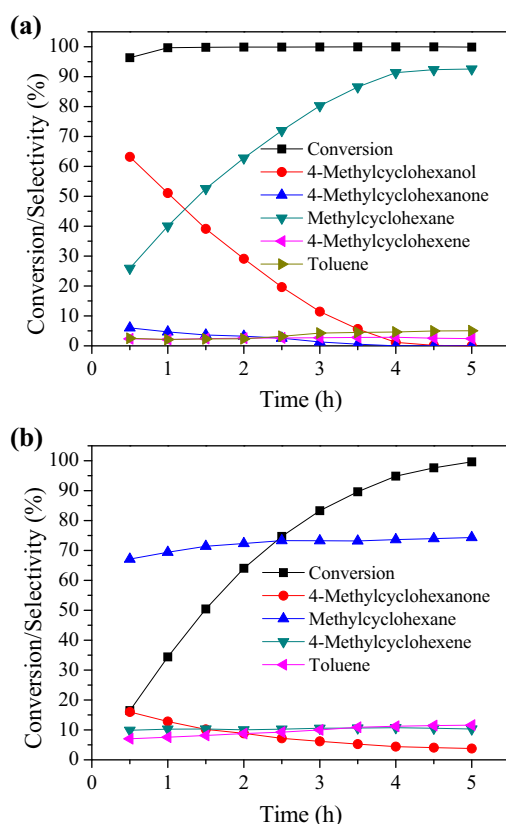 (a)
100
90
80
70
60
50
40
30
20
10
0
Conversion/Selectivity (%)
Conversion
4-Methylcyclohexanol
4-Methylcyclohexanone
Methylcyclohexane
4-Methylcyclohexene
Toluene
0 1 2 3 4 5
Time (h)
(b)
100
90
80
70
60
50
40
30
20
10
0
Conversion/Selectivity (%)
Conversion
4-Methylcyclohexanone
Methylcyclohexane
4-Methylcyclohexene
Toluene
0 1 2 3 4 5
Time (h)